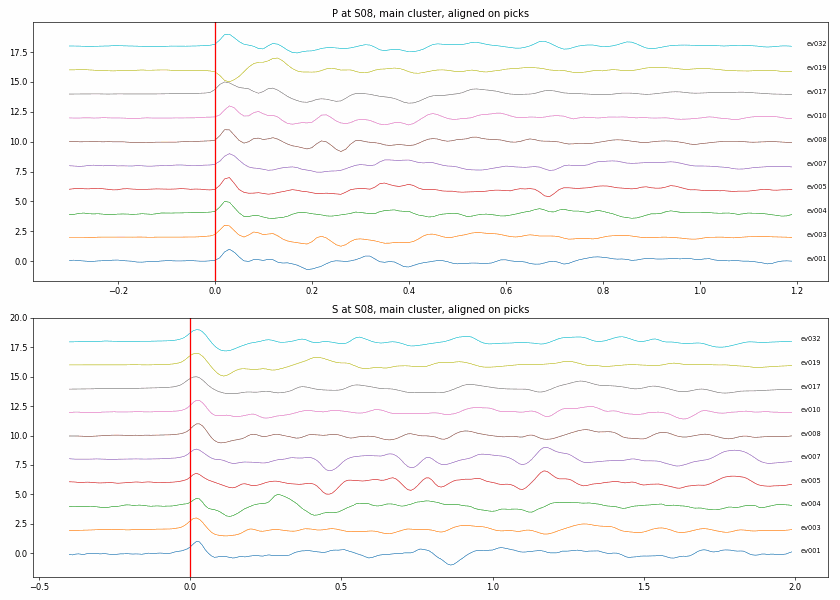 P at S08, main cluster, aligned on picks
17.5
15.0
12.5
10.0
7.5
5.0
2.5
0.0
ev032
ev019
ev017
ev010
ev008
ev007
ev005
ev004
ev003
ev001
−0.2 0.0 0.2 0.4 0.6 0.8 1.0 1.2
S at S08, main cluster, aligned on picks
20.0
17.5
15.0
12.5
10.0
7.5
5.0
2.5
0.0
ev032
ev019
ev017
ev010
ev008
ev007
ev005
ev004
ev003
ev001
−0.5 0.0 0.5 1.0 1.5 2.0